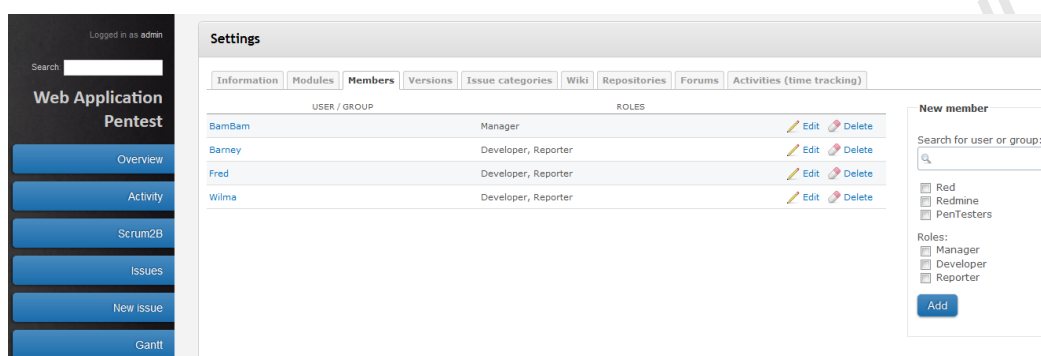 Logged in as admin
Search:
Web Application
Pentest
Overview
Activity
Scrum2B
Issues
New issue
Gantt
Settings
Information Modules Members Versions Issue categories Wiki Repositories Forums Activities (time tracking)
USER / GROUP ROLES
BamBam Manager Edit Delete
Barney Developer, Reporter Edit Delete
Fred Developer, Reporter Edit Delete
Wilma Developer, Reporter Edit Delete
New member
Search for user or group:
Red
Redmine
PenTesters
Roles:
Manager
Developer
Reporter
Add